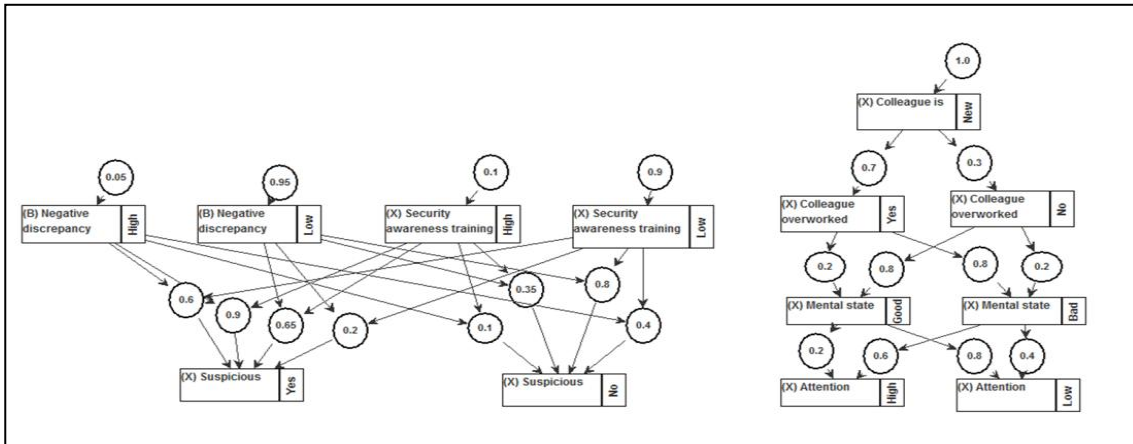 1.0
(X) Colleague is
New
0.05
0.95
0.1
0.9
0.7
0.3
(B) Negative
discrepancy
High
(B) Negative
discrepancy
Low
(X) Security
awareness training
High
(X) Security
awareness training
Low
(X) Colleague
overworked
Yes
(X) Colleague
overworked
No
0.6
0.9
0.65
0.2
0.1
0.35
0.8
0.4
0.2
0.8
0.8
0.2
(X) Mental state
Good
(X) Mental state
Bad
0.2
0.6
0.8
0.4
(X) Suspicious
Yes
(X) Suspicious
No
(X) Attention
High
(X) Attention
Low